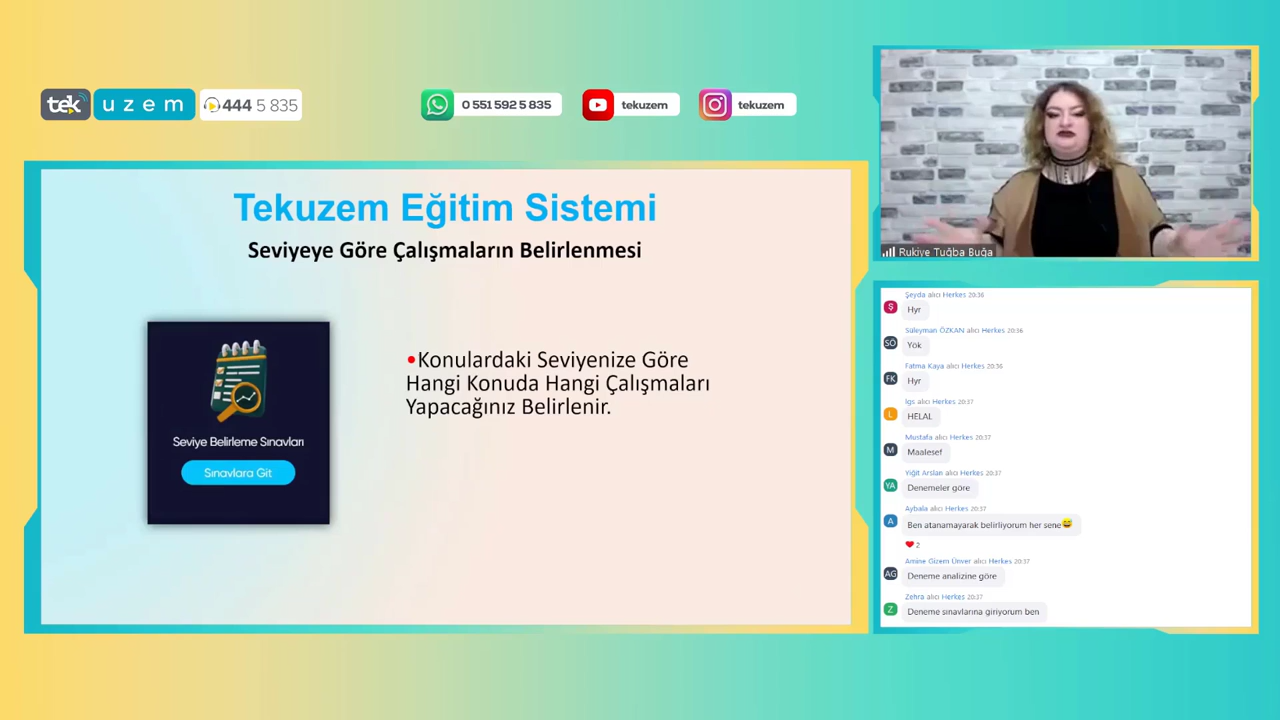 tek uzem 444 5 835
0 551 592 5 835
tekuzem
tekuzem
Tekuzem Eğitim Sistemi
Seviyeye Göre Çalışmaların Belirlenmesi
Seviye Belirleme Sınavları
Sınavlara Git
•Konulardaki Seviyenize Göre
Hangi Konuda Hangi Çalışmaları
Yapacağınız Belirlenir.
Rukiye Tuğba Buğa
Şeyda alıcı Herkes 20:36
Ş
Hyr
Süleyman ÖZKAN alıcı Herkes 20:36
SÖ
Yok
Fatma Kaya alıcı Herkes 20:36
FK
Hyr
lgs alıcı Herkes 20:37
L
HELAL
Mustafa alıcı Herkes 20:37
M
Maalesef
Yiğit Arslan alıcı Herkes 20:37
YA
Denemeler göre
Aybala alıcı Herkes 20:37
A
Ben atanamayarak belirliyorum her sene😅
❤ 2
Amine Gizem Ünver alıcı Herkes 20:37
AG
Deneme analizine göre
Zehra alıcı Herkes 20:37
Z
Deneme sınavlarına giriyorum ben